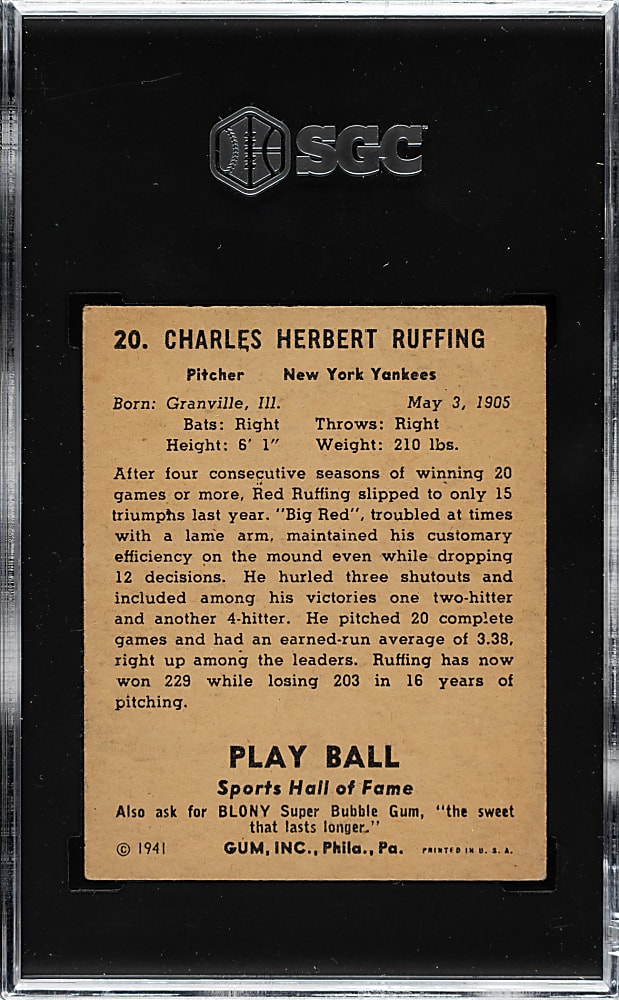 SGC
20. CHARLES HERBERT RUFFING
Pitcher New York Yankees
Born: Granville, Ill. May 3, 1905
Bats: Right Throws: Right
Height: 6' 1" Weight: 210 lbs.
After four consecutive seasons of winning 20
games or more, Red Ruffing slipped to only 15
triumphs last year. "Big Red", troubled at times
with a lame arm, maintained his customary
efficiency on the mound even while dropping
12 decisions. He hurled three shutouts and
included among his victories one two-hitter
and another 4-hitter. He pitched 20 complete
games and had an earned-run average of 3.38,
right up among the leaders. Ruffing has now
won 229 while losing 203 in 16 years of
pitching.
PLAY BALL
Sports Hall of Fame
Also ask for BLONY Super Bubble Gum, "the sweet
that lasts longer."
© 1941 GUM, INC., Phila., Pa. PRINTED IN U. S. A.